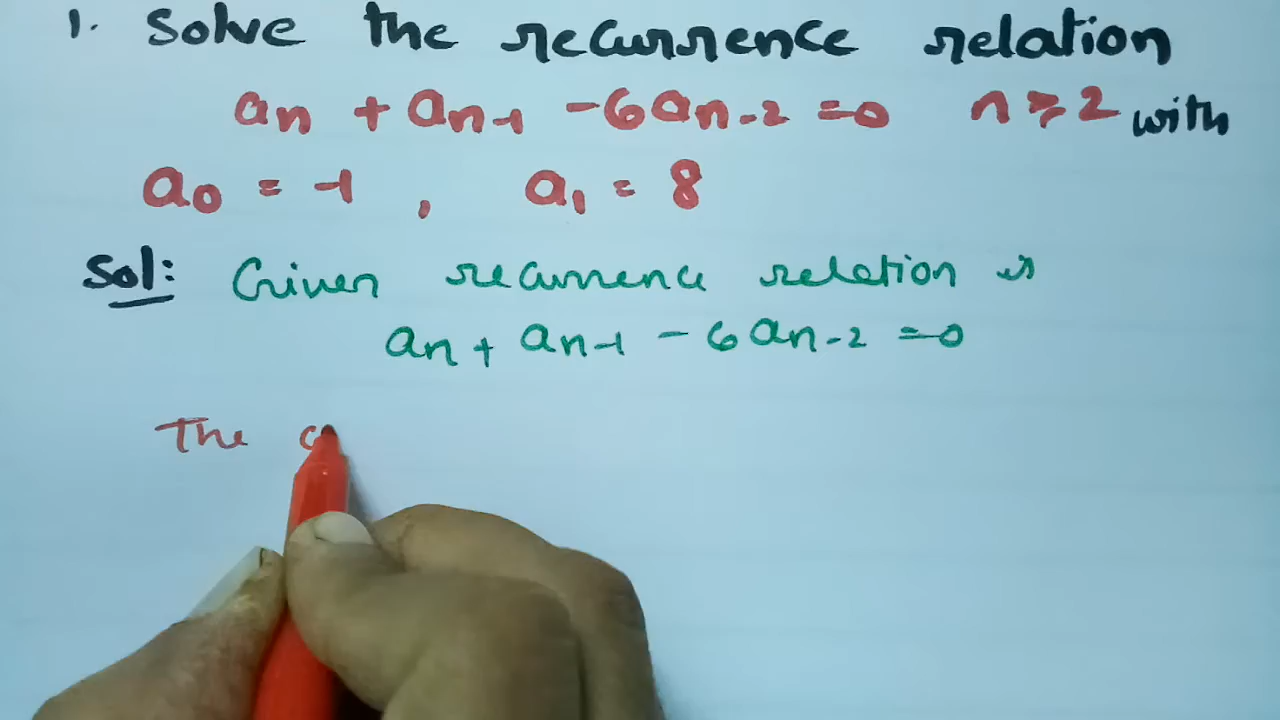 1. Solve the recurrence relation
an + an-1 - 6an-2 = 0 n ≥ 2 with
a0 = -1 , a1 = 8
Sol: Given recurrence relation is
an + an-1 - 6an-2 = 0
The